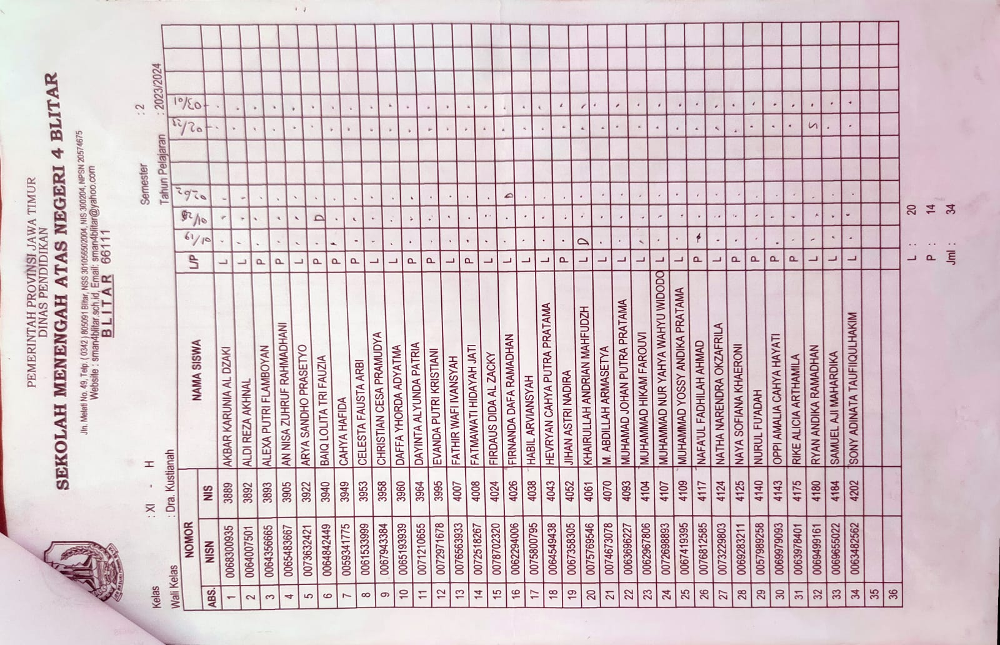 PEMERINTAH PROVINSI JAWA TIMUR
DINAS PENDIDIKAN
SEKOLAH MENENGAH ATAS NEGERI 4 BLITAR
Jln. Melati No. 49, Telp. ( 0342 ) 805091 Blitar, NSS 301056502004, NIS 300204, NPSN 20574675
Website : sman4blitar.sch.id, Email: sman4blitar@yahoo.com
BLITAR 66111
Kelas : XI - H Semester : 2
Wali Kelas : Dra. Kustianah Tahun Pelajaran : 2023/2024
NOMOR NAMA SISWA L/P
ABS. NISN NIS 02/22 03/01
1 0068300935 3889 AKBAR KARUNIA AL DZAKI L
2 0064007501 3892 ALDI REZA AKHNAL L
3 0064356665 3893 ALEXA PUTRI FLAMBOYAN P
4 0065483667 3905 AN NISA ZUHRUF RAHMADHANI P
5 0073632421 3922 ARYA SANDHO PRASETYO L
6 0064842449 3940 BAIQ LOLITA TRI FAUZIA P D
7 0059341775 3949 CAHYA HAFIDA P
8 0061533999 3953 CELESTA FAUSTA ARBI P
9 0067943384 3958 CHRISTIAN CESA PRAMUDYA L
10 0065193939 3960 DAFFA YHORDA ADYATMA L
11 0071210655 3964 DAYINTA ALYUNDA PATRIA P
12 0072971678 3995 EVANDA PUTRI KRISTIANI P
13 0076563933 4007 FATHIR WAFI IVANSYAH L
14 0072518267 4008 FATMAWATI HIDAYAH JATI P
15 0078702320 4024 FIRDAUS DIDA AL ZACKY L
16 0062294006 4026 FIRNANDA DAFA RAMADHAN L D
17 0075800795 4038 HABIL ARVIANSYAH L
18 0064549438 4043 HEVRYAN CAHYA PUTRA PRATAMA L
19 0067358305 4052 JIHAN ASTRI NADIRA P
20 0075769546 4061 KHAIRULLAH ANDRIAN MAHFUDZH L D
21 0074673078 4070 M. ABDILLAH ARMASETYA L
22 0063696227 4093 MUHAMAD JOHAN PUTRA PRATAMA L
23 0062967806 4104 MUHAMMAD HIKAM FAROUVI L
24 0072698893 4107 MUHAMMAD NUR YAHYA WAHYU WIDODO L
25 0067419395 4109 MUHAMMAD YOSSY ANDIKA PRATAMA L
26 0076812585 4117 NAFA'UL FADHILAH AHMAD P
27 0073229803 4124 NATHA NARENDRA OKZAFRILA L
28 0069283211 4125 NAYA SOFIANA KHAERONI P
29 0057989258 4140 NURUL FU'ADAH P
30 0069979093 4143 OPPI AMALIA CAHYA HAYATI P
31 0063978401 4175 RIKE ALICIA ARTHAMILA P
32 0069499161 4180 RYAN ANDIKA RAMADHAN L S
33 0069655022 4184 SAMUEL AJI MAHARDIKA L
34 0063482562 4202 SONY ADINATA TAUFIIQULHAKIM L
35
36
L : 20
P : 14
Jml : 34